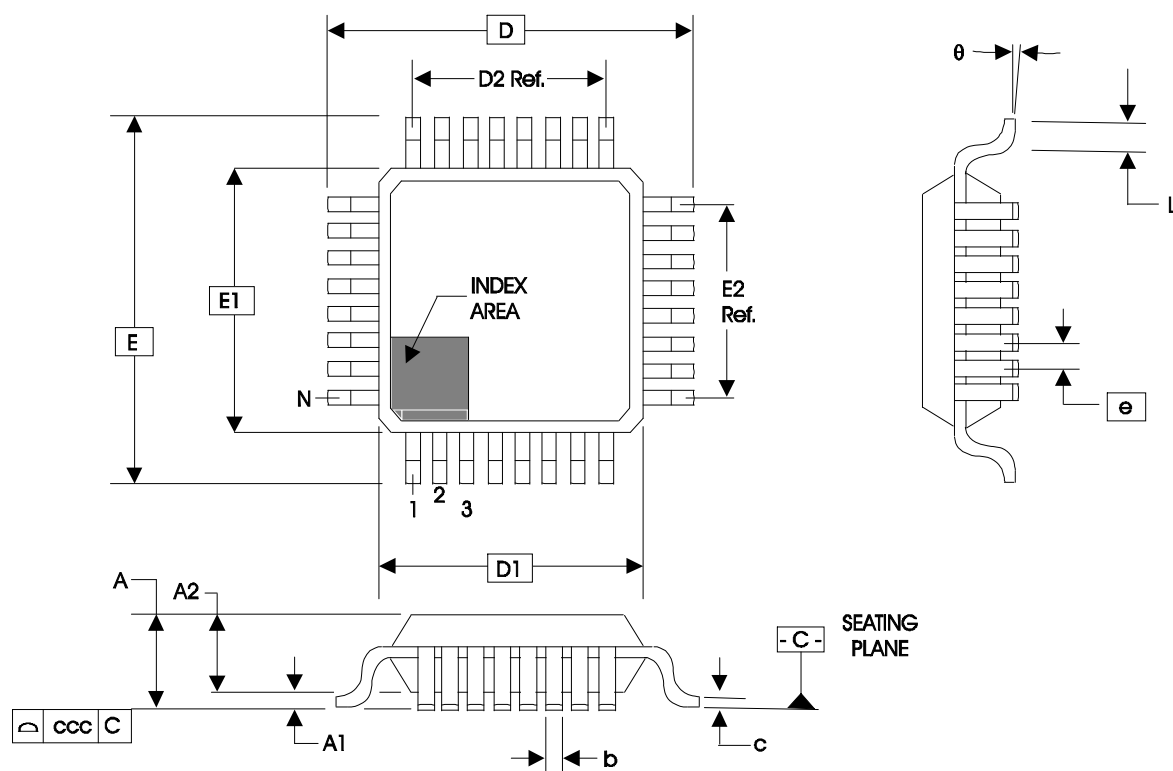 D
θ
D2 Ref.
L
E1
INDEX
AREA
E2
Ref.
E
N
e
1
2
3
D1
A
A2
- C -
SEATING
PLANE
⌓ ccc C
A1
b
c